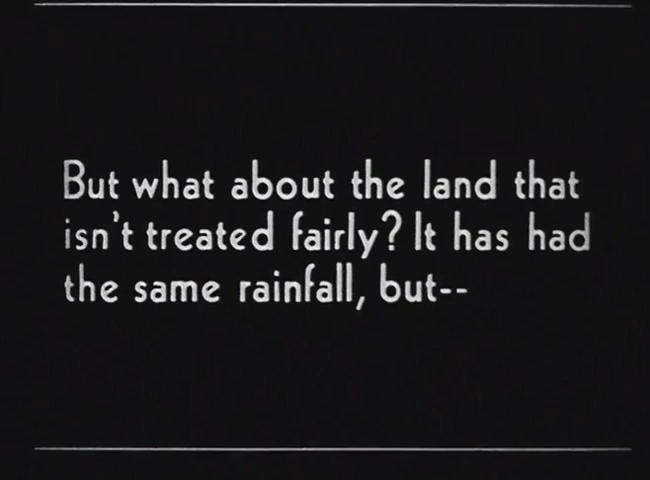 But what about the land that
isn't treated fairly? It has had
the same rainfall, but--